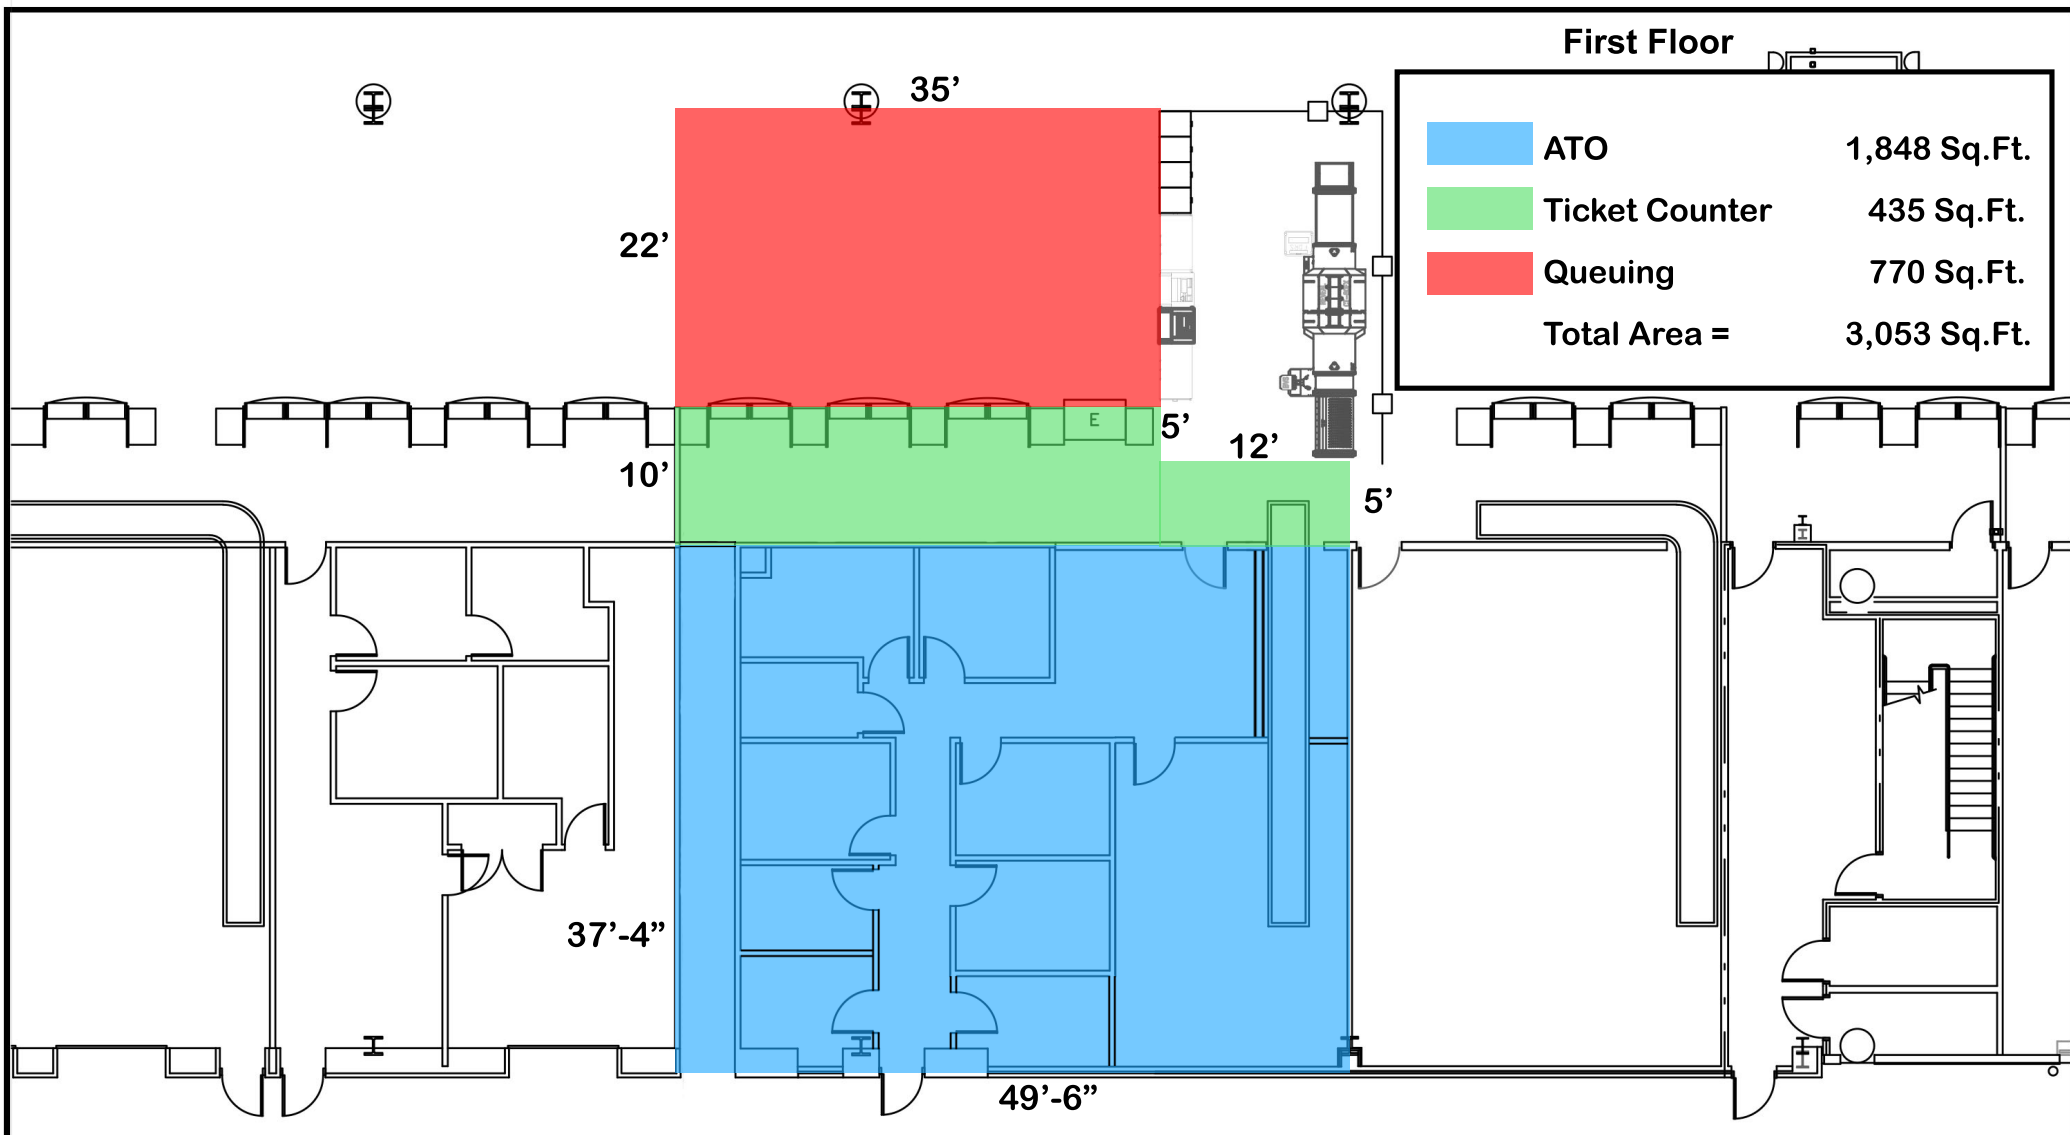 First Floor
ATO 1,848 Sq.Ft.
Ticket Counter 435 Sq.Ft.
Queuing 770 Sq.Ft.
Total Area = 3,053 Sq.Ft.
35’
22’
E
5’
12’
10’
5’
37’-4”
49’-6”